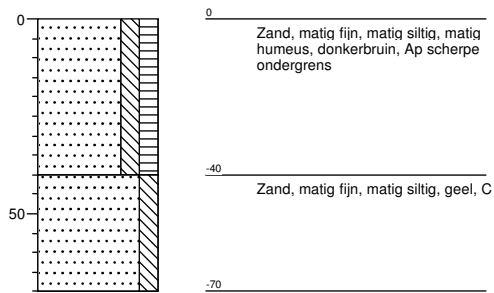 0
0
Zand, matig fijn, matig siltig, matig
humeus, donkerbruin, Ap scherpe
ondergrens
-40
Zand, matig fijn, matig siltig, geel, C
50
-70